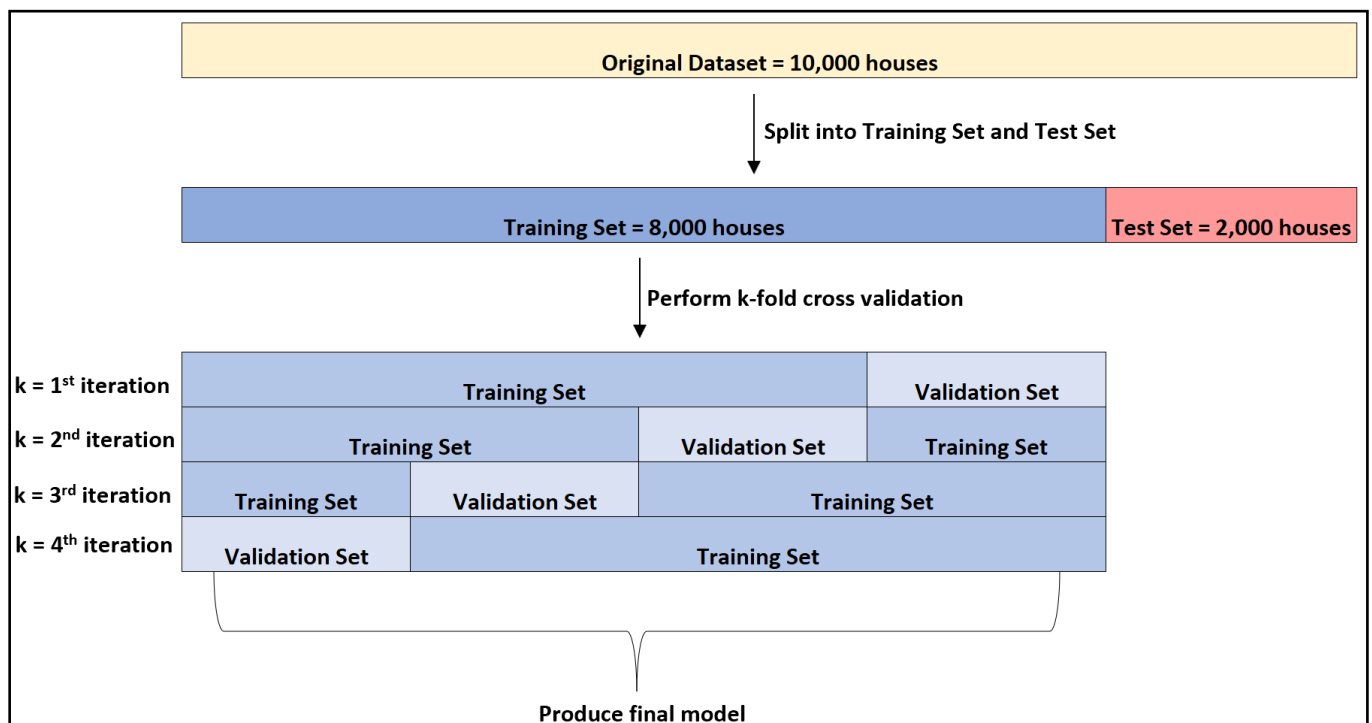 Original Dataset = 10,000 houses
Split into Training Set and Test Set
Training Set = 8,000 houses
Test Set = 2,000 houses
Perform k-fold cross validation
k = 1st iteration
Training Set
Validation Set
k = 2nd iteration
Training Set
Validation Set
Training Set
k = 3rd iteration
Training Set
Validation Set
Training Set
k = 4th iteration
Validation Set
Training Set
Produce final model